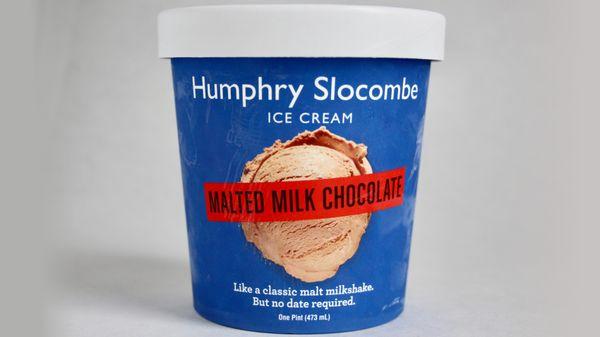 Humphry Slocombe
ICE CREAM
MALTED MILK CHOCOLATE
Like a classic malt milkshake.
But no date required.
One Pint (473 mL)